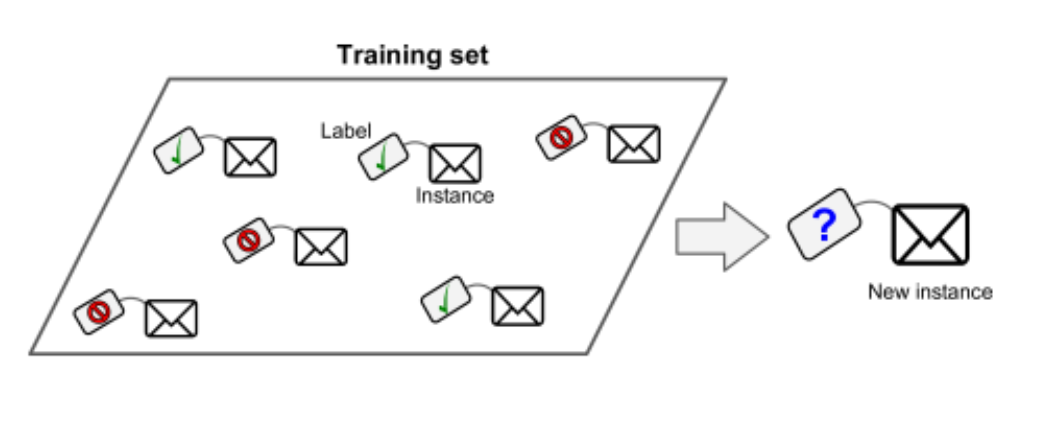 Training set
Label
Instance
?
New instance